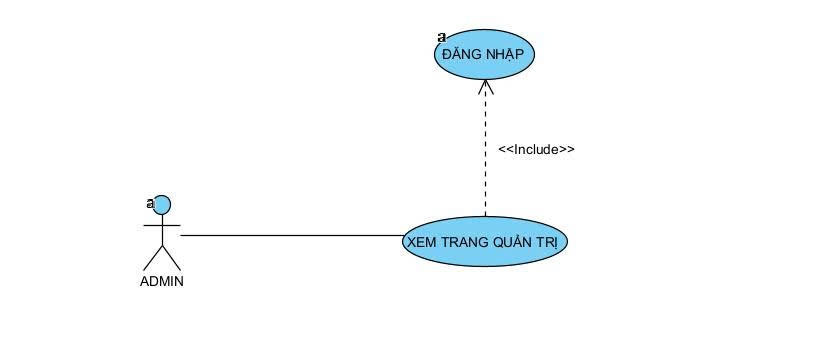 a
ĐĂNG NHẬP
<<Include>>
a
XEM TRANG QUẢN TRỊ
ADMIN